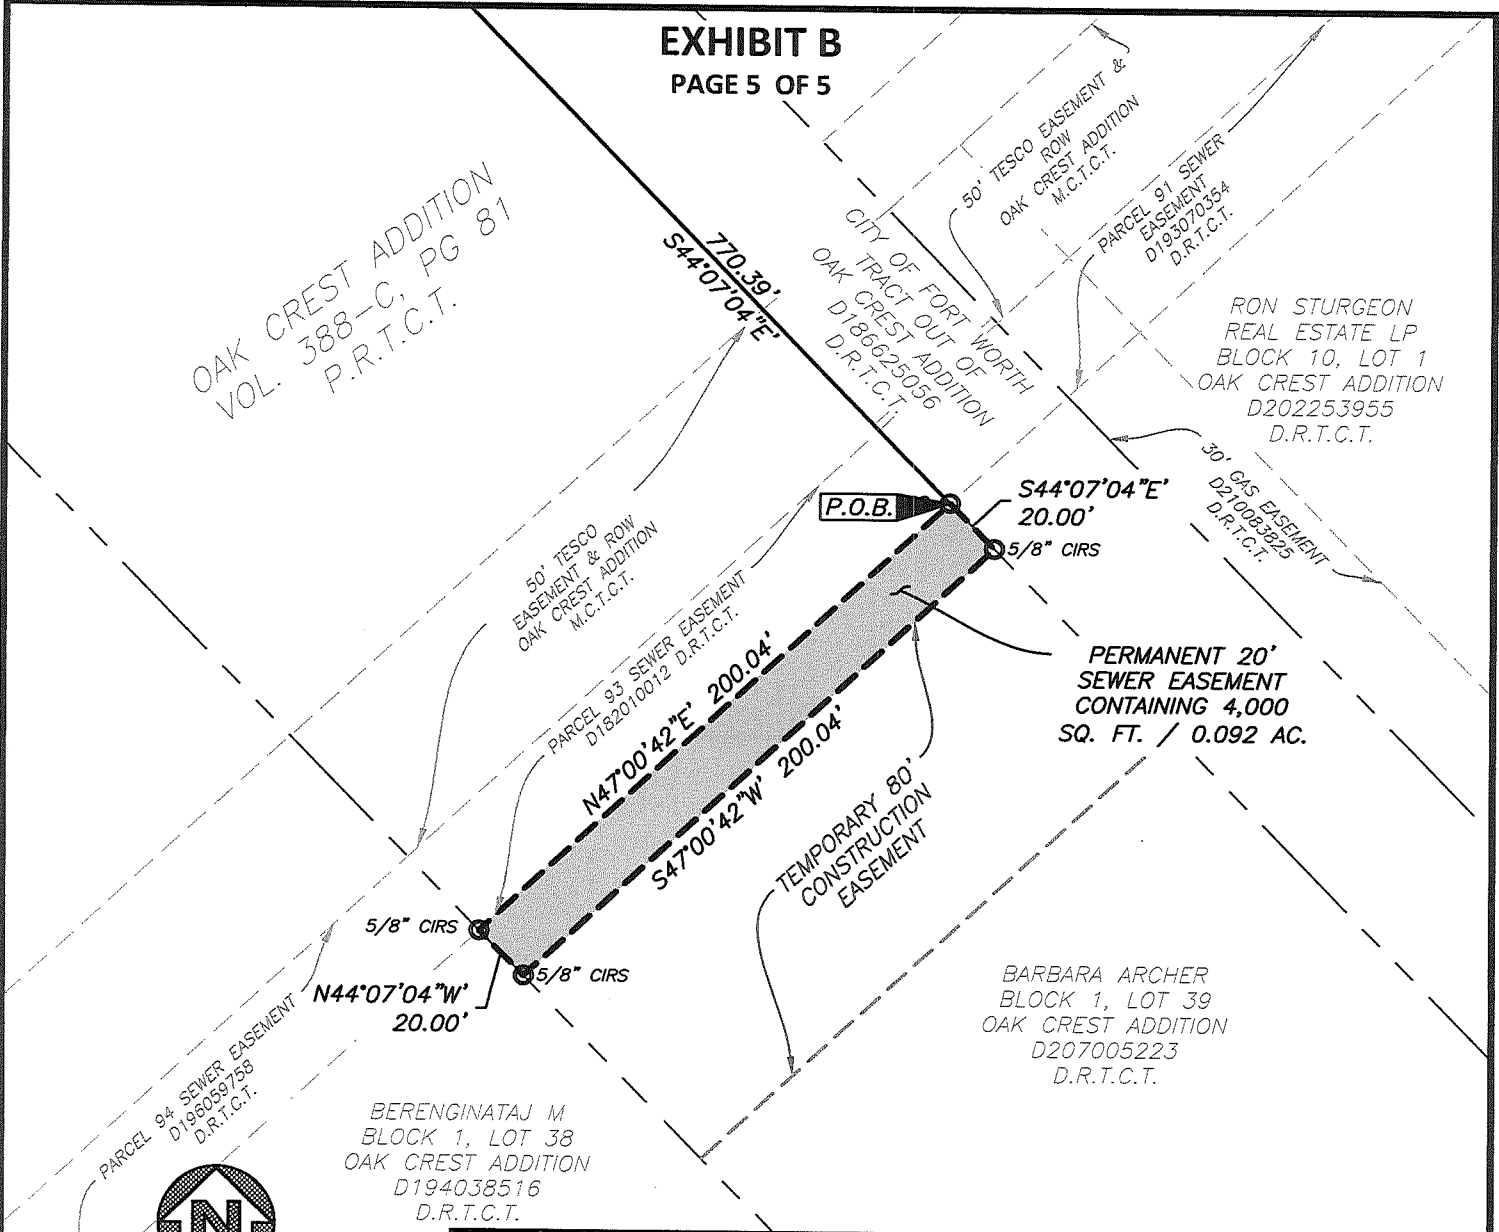 EXHIBIT B
PAGE 5 OF 5
OAK CREST ADDITION
VOL. 388-C, PG 81
P.R.T.C.T.
770.39'
S44°07'04"E'
CITY OF FORT WORTH
TRACT OUT OF
OAK CREST ADDITION
D186625056
D.R.T.C.T.
50' TESCO EASEMENT &
ROW
OAK CREST ADDITION
M.C.T.C.T.
PARCEL 91 SEWER
EASEMENT
D193070354
D.R.T.C.T.
RON STURGEON
REAL ESTATE LP
BLOCK 10, LOT 1
OAK CREST ADDITION
D202253955
D.R.T.C.T.
30' GAS EASEMENT
D210083825
D.R.T.C.T.
P.O.B.
S44°07'04"E'
20.00'
5/8" CIRS
50' TESCO
EASEMENT & ROW
OAK CREST ADDITION
M.C.T.C.T.
PARCEL 93 SEWER EASEMENT
D182010012 D.R.T.C.T.
N47°00'42"E' 200.04'
S47°00'42"W' 200.04'
PERMANENT 20'
SEWER EASEMENT
CONTAINING 4,000
SQ. FT. / 0.092 AC.
TEMPORARY 80'
CONSTRUCTION
EASEMENT
5/8" CIRS
5/8" CIRS
N44°07'04"W'
20.00'
PARCEL 94 SEWER EASEMENT
D196059758
D.R.T.C.T.
BARBARA ARCHER
BLOCK 1, LOT 39
OAK CREST ADDITION
D207005223
D.R.T.C.T.
BERENGINATAJ M
BLOCK 1, LOT 38
OAK CREST ADDITION
D194038516
D.R.T.C.T.
N